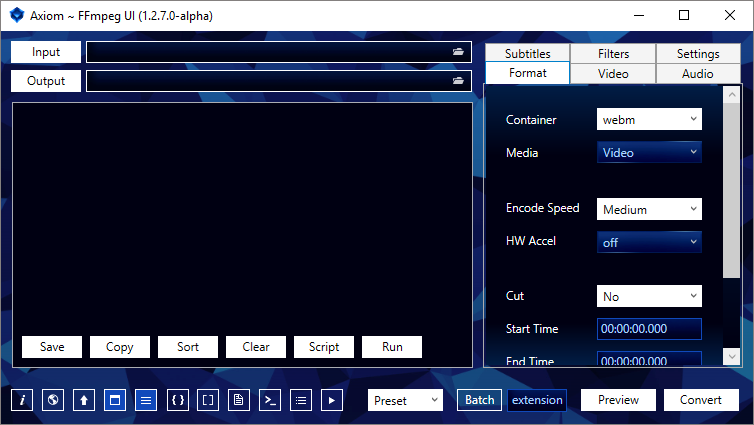 Axiom ~ FFmpeg UI (1.2.7.0-alpha)
Input
Output
Subtitles Filters Settings
Format Video Audio
Container webm
Media Video
Encode Speed Medium
HW Accel off
Cut No
Start Time 00:00:00.000
End Time 00:00:00.000
Save Copy Sort Clear Script Run
Preset Batch extension Preview Convert